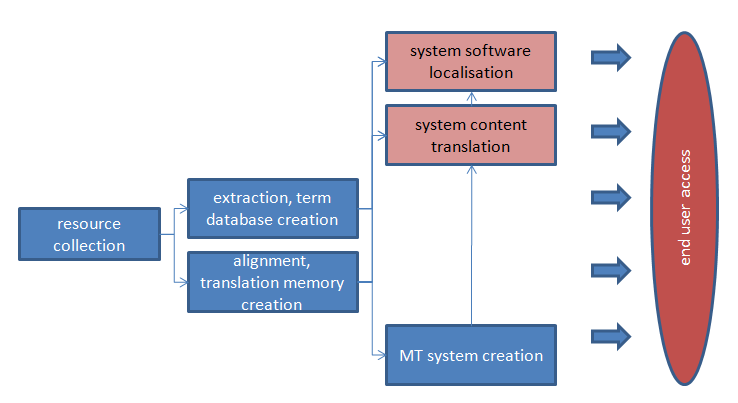 system software
localisation
system content
translation
extraction, term
database creation
resource
collection
alignment,
translation memory
creation
MT system creation
end user access